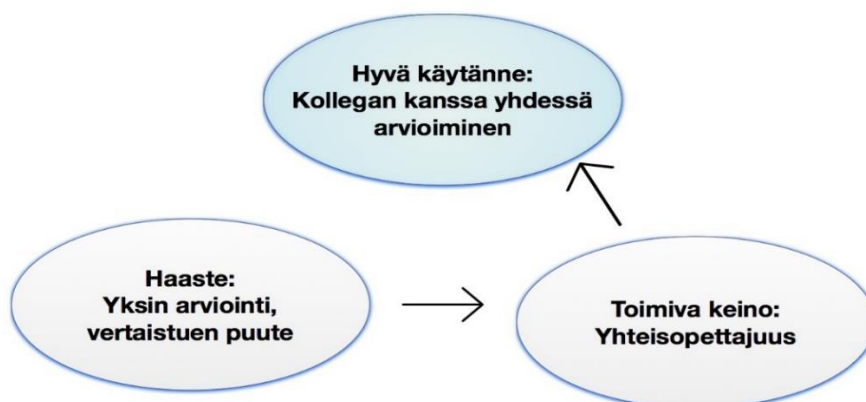 Hyvä käytänne:
Kollegan kanssa yhdessä
arvioiminen
Haaste:
Yksin arviointi,
vertaistuen puute
Toimiva keino:
Yhteisopettajuus